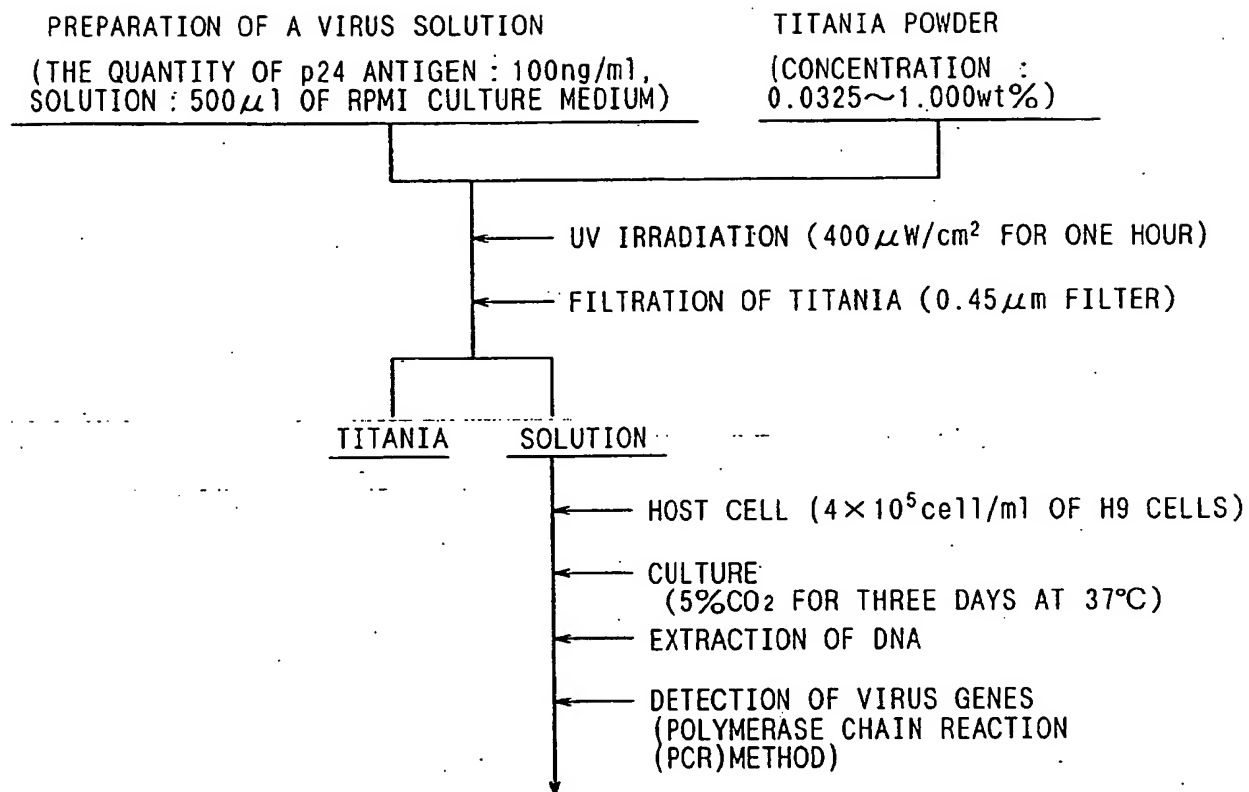 PREPARATION OF A VIRUS SOLUTION
(THE QUANTITY OF p24 ANTIGEN : 100ng/ml,
SOLUTION : 500μl OF RPMI CULTURE MEDIUM)
TITANIA POWDER
(CONCENTRATION :
0.0325～1.000wt%)
UV IRRADIATION (400μW/cm² FOR ONE HOUR)
FILTRATION OF TITANIA (0.45μm FILTER)
TITANIA
SOLUTION
HOST CELL (4×10⁵cell/ml OF H9 CELLS)
CULTURE
(5%CO₂ FOR THREE DAYS AT 37℃)
EXTRACTION OF DNA
DETECTION OF VIRUS GENES
(POLYMERASE CHAIN REACTION
(PCR)METHOD)